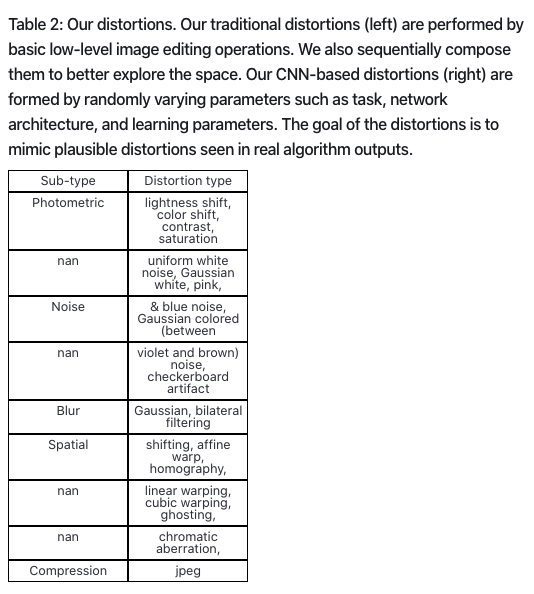 Table 2: Our distortions. Our traditional distortions (left) are performed by
basic low-level image editing operations. We also sequentially compose
them to better explore the space. Our CNN-based distortions (right) are
formed by randomly varying parameters such as task, network
architecture, and learning parameters. The goal of the distortions is to
mimic plausible distortions seen in real algorithm outputs.
Sub-type Distortion type
Photometric lightness shift,
color shift,
contrast,
saturation
nan uniform white
noise, Gaussian
white, pink,
Noise & blue noise,
Gaussian colored
(between
nan violet and brown)
noise,
checkerboard
artifact
Blur Gaussian, bilateral
filtering
Spatial shifting, affine
warp,
homography,
nan linear warping,
cubic warping,
ghosting,
nan chromatic
aberration,
Compression jpeg